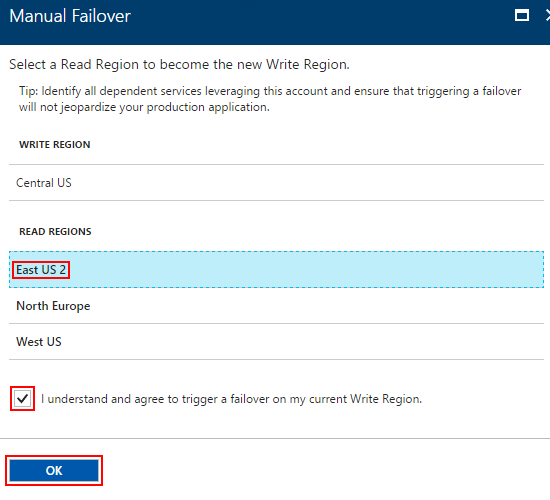 Manual Failover
Select a Read Region to become the new Write Region.
Tip: Identify all dependent services leveraging this account and ensure that triggering a failover
will not jeopardize your production application.
WRITE REGION
Central US
READ REGIONS
East US 2
North Europe
West US
I understand and agree to trigger a failover on my current Write Region.
OK